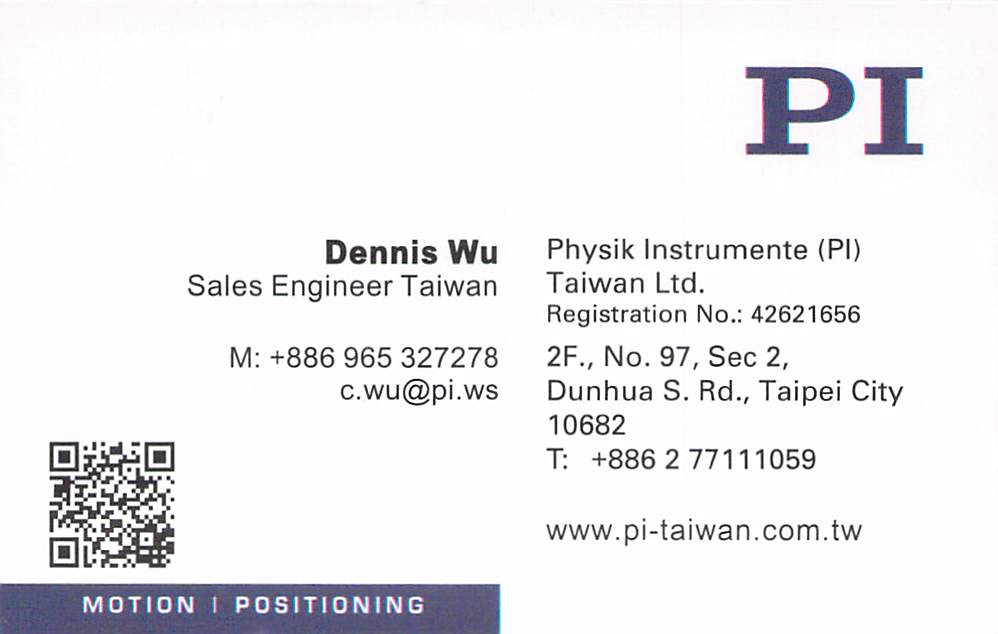 PI
Dennis Wu
Sales Engineer Taiwan
M: +886 965 327278
c.wu@pi.ws
Physik Instrumente (PI)
Taiwan Ltd.
Registration No.: 42621656
2F., No. 97, Sec 2,
Dunhua S. Rd., Taipei City
10682
T: +886 2 77111059
www.pi-taiwan.com.tw
MOTION | POSITIONING